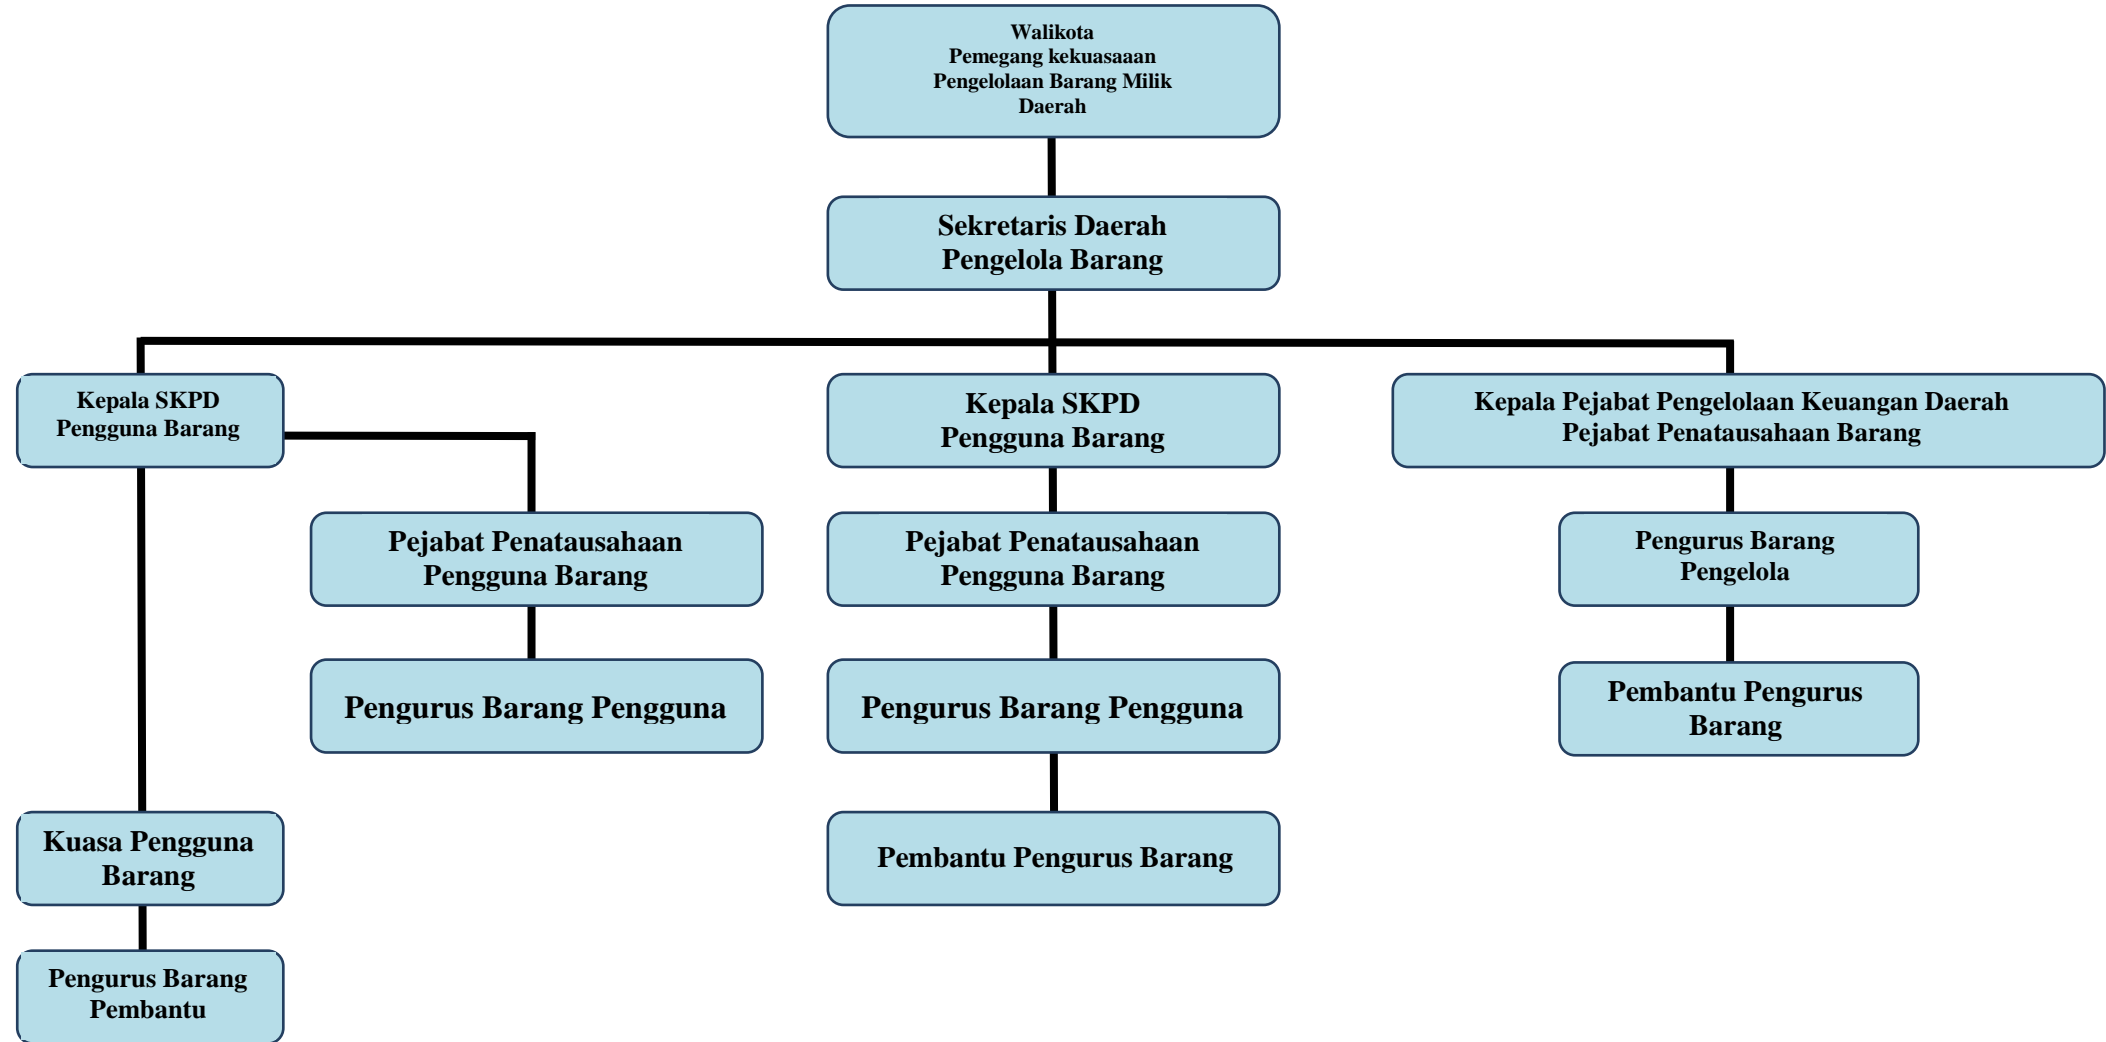 Walikota
Pemegang kekuasaaan
Pengelolaan Barang Milik
Daerah
Sekretaris Daerah
Pengelola Barang
Kepala SKPD
Pengguna Barang
Kepala SKPD
Pengguna Barang
Kepala Pejabat Pengelolaan Keuangan Daerah
Pejabat Penatausahaan Barang
Pejabat Penatausahaan
Pengguna Barang
Pejabat Penatausahaan
Pengguna Barang
Pengurus Barang
Pengelola
Pengurus Barang Pengguna
Pengurus Barang Pengguna
Pembantu Pengurus
Barang
Kuasa Pengguna
Barang
Pembantu Pengurus Barang
Pengurus Barang
Pembantu